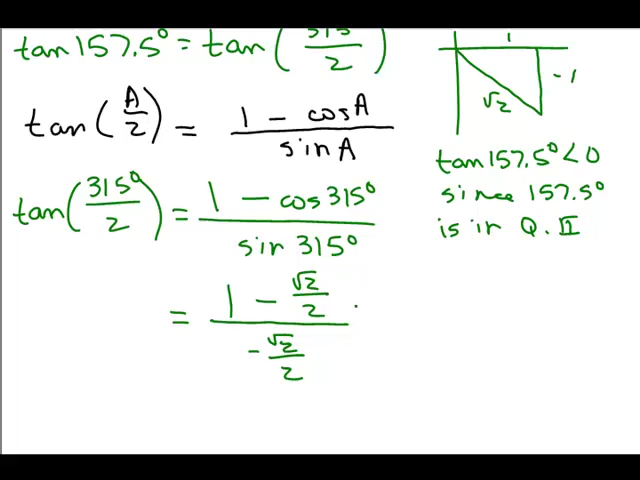 tan 157.5° = tan (315°/2)
1
-1
√2
tan (A/2) = (1 - cos A)/(sin A)
tan 157.5° < 0
since 157.5°
is in Q. II
tan (315°/2) = (1 - cos 315°)/(sin 315°)
= (1 - √2/2)/(-√2/2)